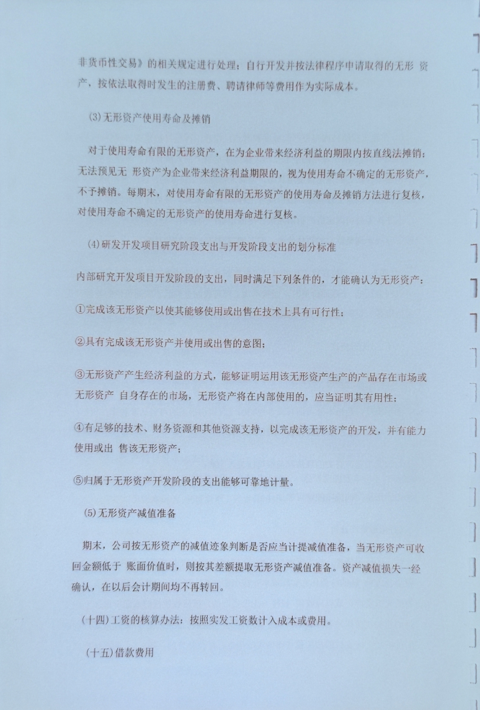 非货币性交易》的相关规定进行处理；自行开发并按法律程序申请取得的无形 资
产，按依法取得时发生的注册费、聘请律师等费用作为实际成本。
(3)无形资产使用寿命及摊销
对于使用寿命有限的无形资产，在为企业带来经济利益的期限内按直线法摊销；
无法预见无 形资产为企业带来经济利益期限的，视为使用寿命不确定的无形资产，
不予摊销。每期末，对使用寿命有限的无形资产的使用寿命及摊销方法进行复核，
对使用寿命不确定的无形资产的使用寿命进行复核。
(4)研发开发项目研究阶段支出与开发阶段支出的划分标准
内部研究开发项目开发阶段的支出，同时满足下列条件的，才能确认为无形资产：
①完成该无形资产以使其能够使用或出售在技术上具有可行性；
②具有完成该无形资产并使用或出售的意图；
③无形资产产生经济利益的方式，能够证明运用该无形资产生产的产品存在市场或
无形资产 自身存在的市场，无形资产将在内部使用的，应当证明其有用性；
④有足够的技术、财务资源和其他资源支持，以完成该无形资产的开发，并有能力
使用或出 售该无形资产；
⑤归属于无形资产开发阶段的支出能够可靠地计量。
(5)无形资产减值准备
期末，公司按无形资产的减值迹象判断是否应当计提减值准备，当无形资产可收
回金额低于 账面价值时，则按其差额提取无形资产减值准备。资产减值损失一经
确认，在以后会计期间均不再转回。
(十四)工资的核算办法：按照实发工资数计入成本或费用。
(十五)借款费用